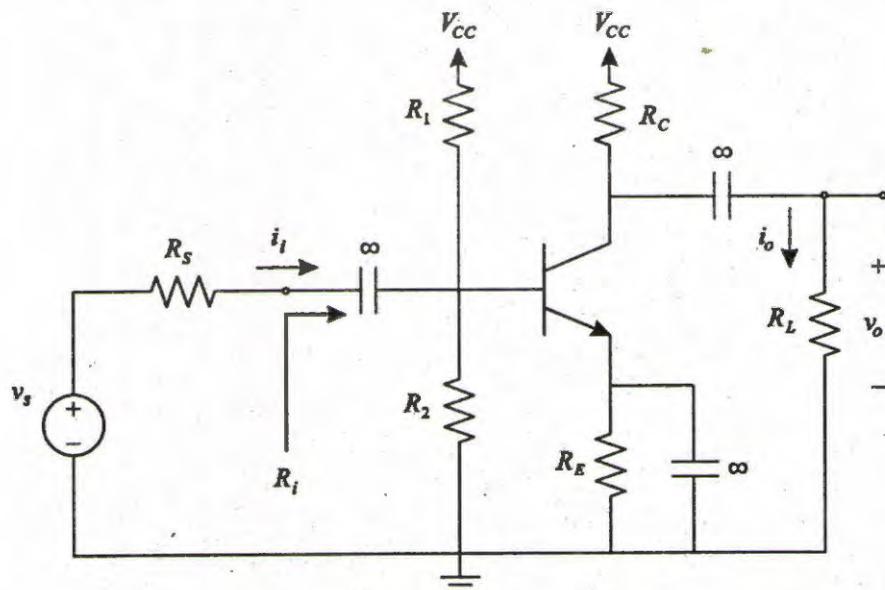 V_CC
V_CC
R_1
R_C
∞
R_S
i_i
∞
i_o
+
R_L
v_o
v_s
+
−
R_2
−
R_E
∞
R_i